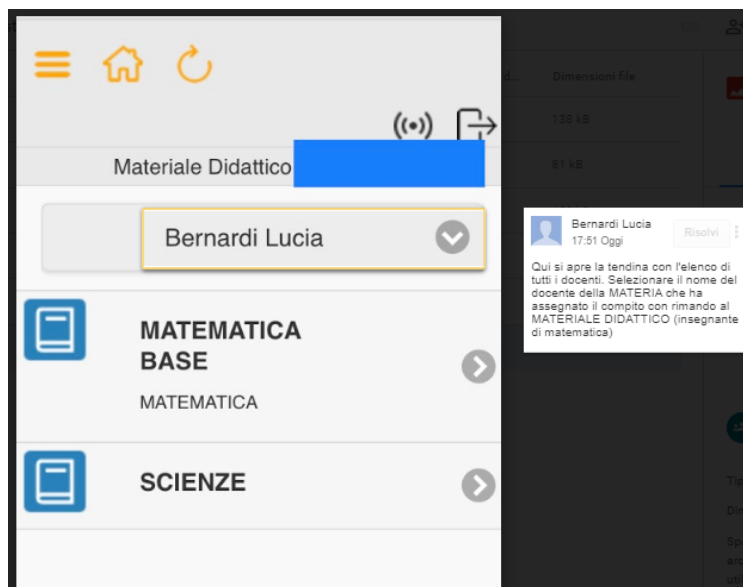 Materiale Didattico
Bernardi Lucia
MATEMATICA
BASE
MATEMATICA
SCIENZE
Dimensioni file
138 kB
81 kB
Bernardi Lucia
17:51 Oggi
Risolvi
Qui si apre la tendina con l'elenco di
tutti i docenti. Selezionare il nome del
docente della MATERIA che ha
assegnato il compito con rimando al
MATERIALE DIDATTICO (insegnante
di matematica)